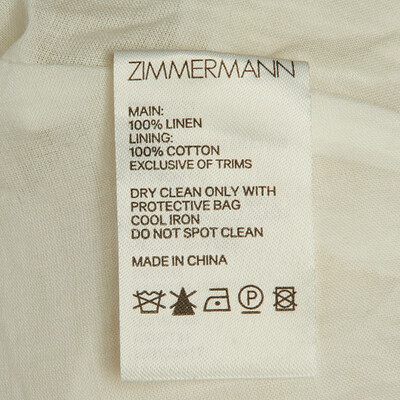 ZIMMERMANN
MAIN:
100% LINEN
LINING:
100% COTTON
EXCLUSIVE OF TRIMS
DRY CLEAN ONLY WITH
PROTECTIVE BAG
COOL IRON
DO NOT SPOT CLEAN
MADE IN CHINA
P